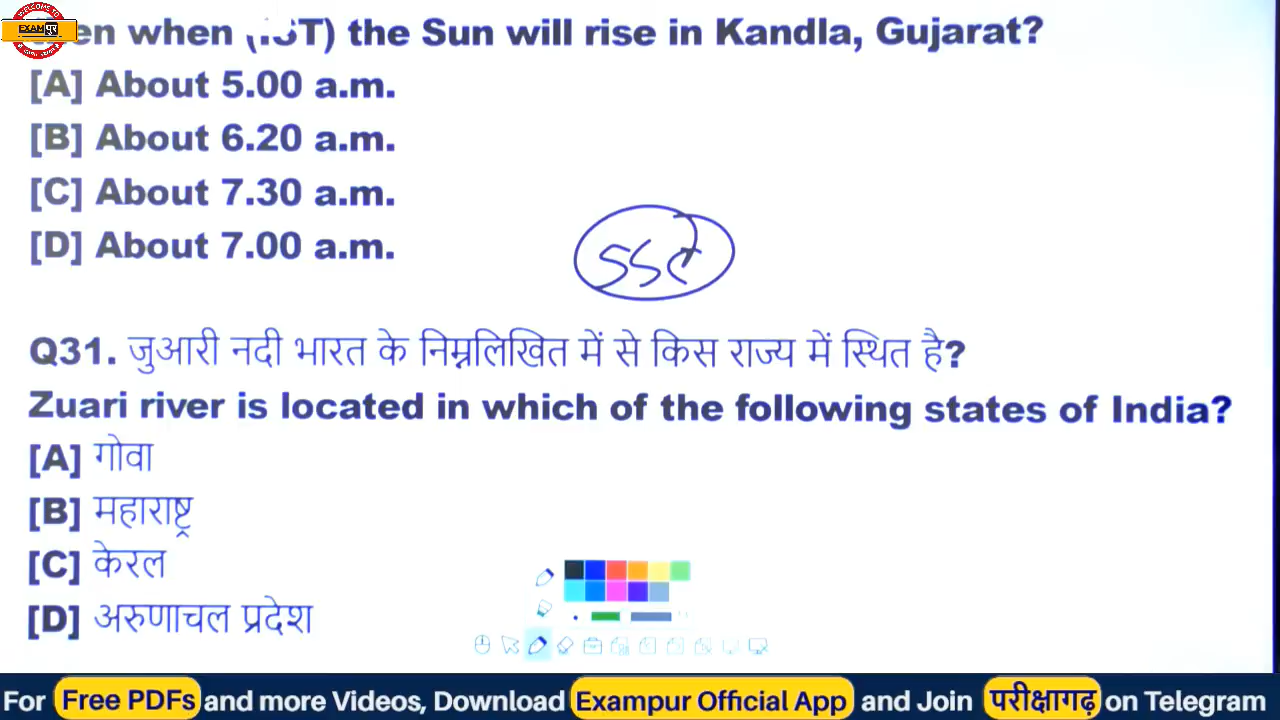 WELCOME TO
EXAMपुर
en when (IST) the Sun will rise in Kandla, Gujarat?
[A] About 5.00 a.m.
[B] About 6.20 a.m.
[C] About 7.30 a.m.
[D] About 7.00 a.m.
SSC
Q31. जुआरी नदी भारत के निम्नलिखित में से किस राज्य में स्थित है?
Zuari river is located in which of the following states of India?
[A] गोवा
[B] महाराष्ट्र
[C] केरल
[D] अरुणाचल प्रदेश
For Free PDFs and more Videos, Download Exampur Official App and Join परीक्षागढ़ on Telegram